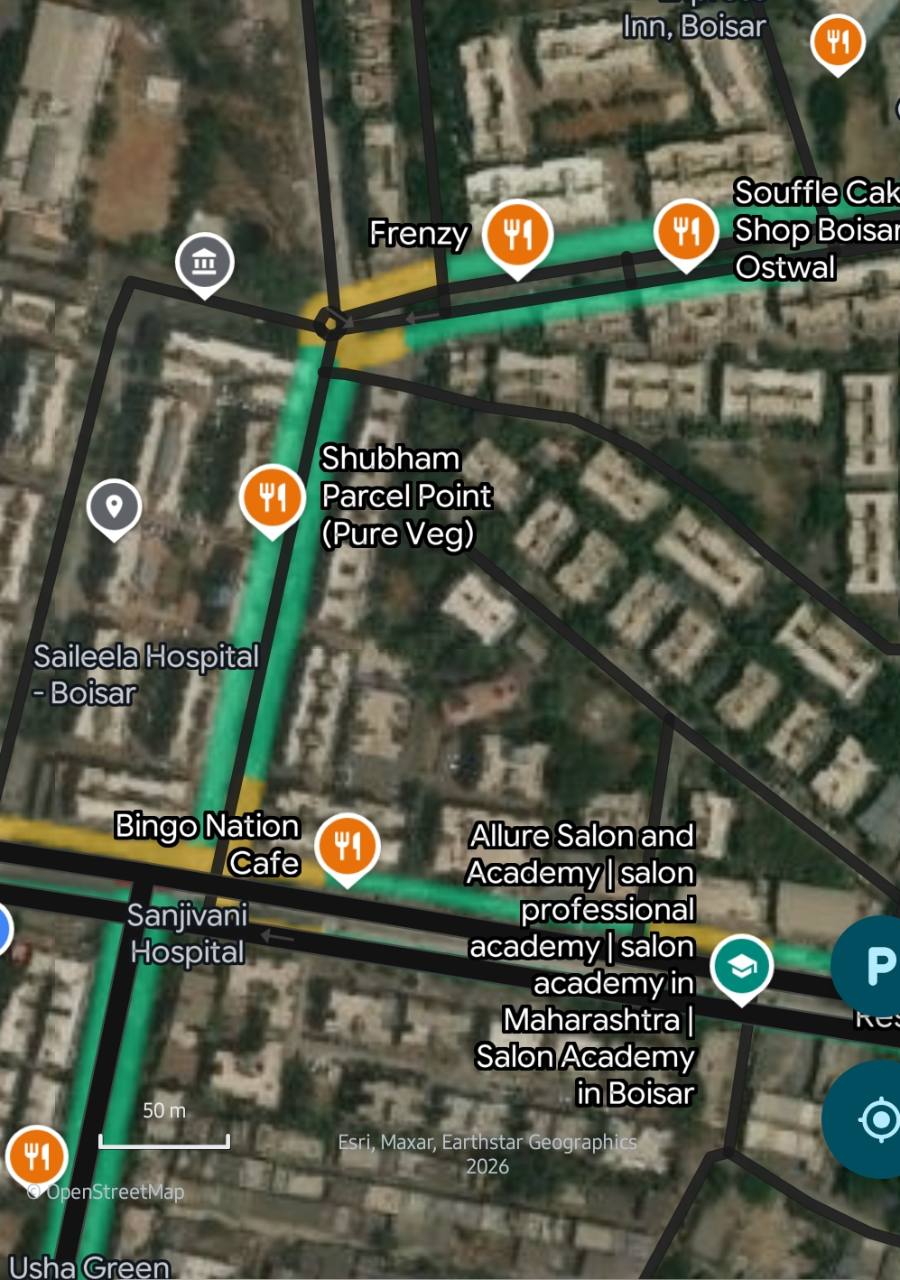 Inn, Boisar
Souffle Cak
Shop Boisar
Ostwal
Frenzy
Shubham
Parcel Point
(Pure Veg)
Saileela Hospital
- Boisar
Bingo Nation
Cafe
Allure Salon and
Academy | salon
professional
academy | salon
academy in
Maharashtra |
Salon Academy
in Boisar
Sanjivani
Hospital
P
Res
50 m
Esri, Maxar, Earthstar Geographics
2026
© OpenStreetMap
Usha Green